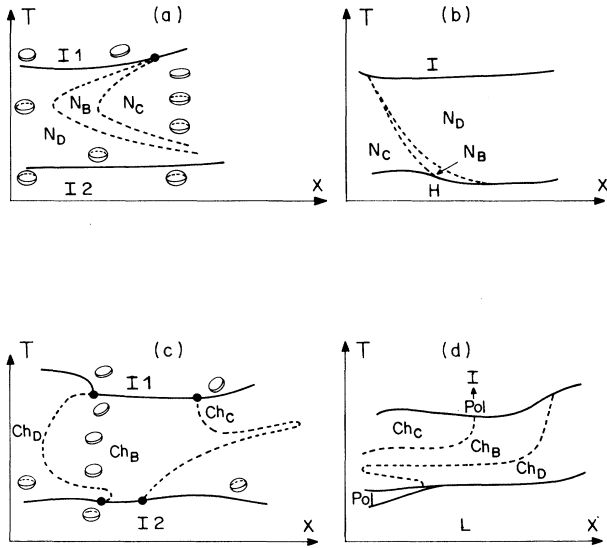 T (a)
I1
N_B N_C
N_D
I2
X
T (b)
I
N_D
N_C N_B
H
X
T (c)
I1
Ch_C
Ch_D
Ch_B
I2
X
T (d)
I
Pol
Ch_C
Ch_B
Ch_D
Pol
L
X